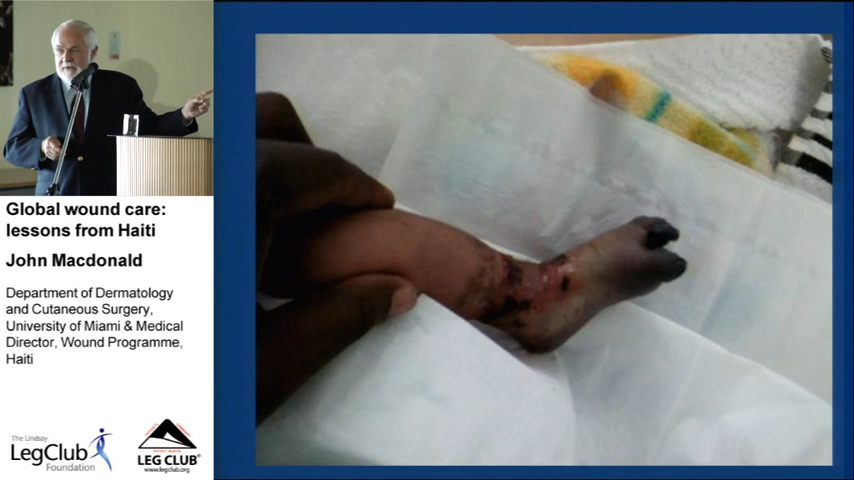 Global wound care:
lessons from Haiti
John Macdonald
Department of Dermatology
and Cutaneous Surgery,
University of Miami & Medical
Director, Wound Programme,
Haiti
The Lindsay
LegClub
Foundation
LEG CLUB®
www.legclub.org